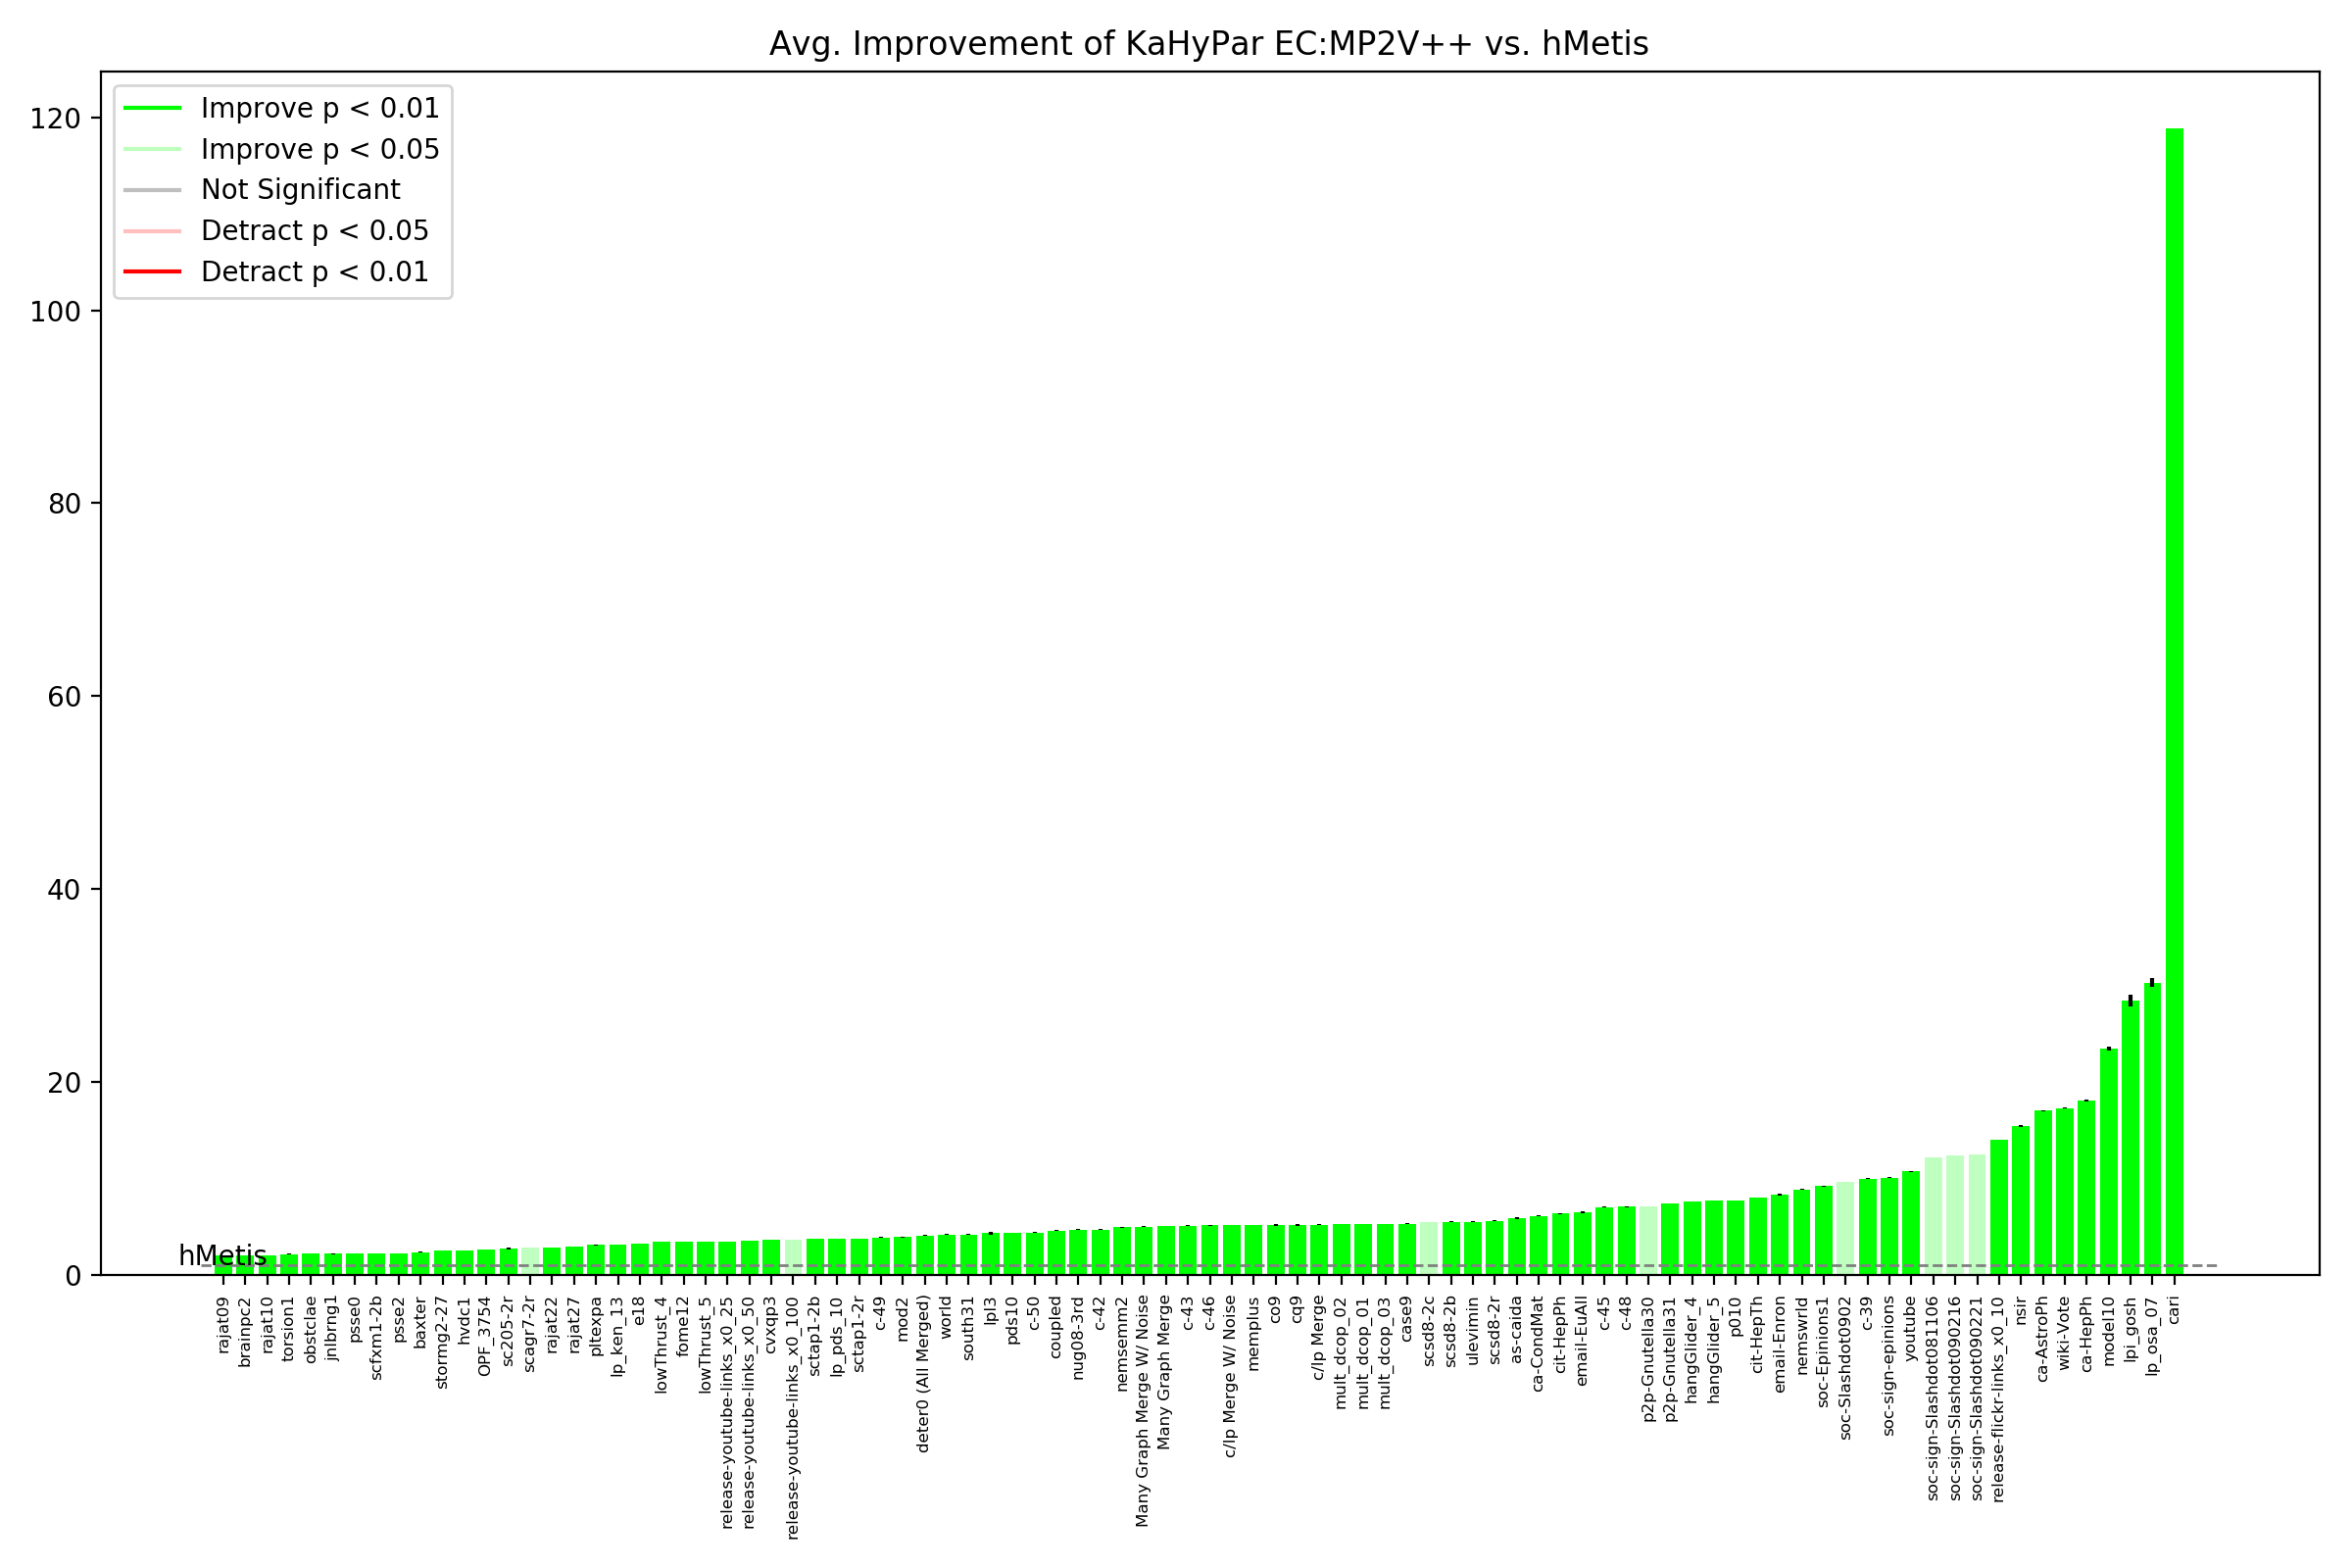 Avg. Improvement of KaHyPar EC:MP2V++ vs. hMetis
Improve p < 0.01
Improve p < 0.05
Not Significant
Detract p < 0.05
Detract p < 0.01
120
100
80
60
40
20
0
hMetis
rajat09
brainpc2
rajat10
torsion1
obstclae
jnlbrng1
psse0
scfxm1-2b
psse2
baxter
stormg2-27
hvdc1
OPF_3754
sc205-2r
scagr7-2r
rajat22
rajat27
pltexpa
lp_ken_13
e18
lowThrust_4
fome12
lowThrust_5
release-youtube-links_x0_25
release-youtube-links_x0_50
cvxqp3
release-youtube-links_x0_100
sctap1-2b
lp_pds_10
sctap1-2r
c-49
mod2
deter0 (All Merged)
world
south31
lpl3
pds10
c-50
coupled
nug08-3rd
c-42
nemsemm2
Many Graph Merge W/ Noise
Many Graph Merge
c-43
c-46
c/lp Merge W/ Noise
memplus
co9
cq9
c/lp Merge
mult_dcop_02
mult_dcop_01
mult_dcop_03
case9
scsd8-2c
scsd8-2b
ulevimin
scsd8-2r
as-caida
ca-CondMat
cit-HepPh
email-EuAll
c-45
c-48
p2p-Gnutella30
p2p-Gnutella31
hangGlider_4
hangGlider_5
p010
cit-HepTh
email-Enron
nemswrld
soc-Epinions1
soc-Slashdot0902
c-39
soc-sign-epinions
youtube
soc-sign-Slashdot081106
soc-sign-Slashdot090216
soc-sign-Slashdot090221
release-flickr-links_x0_10
nsir
ca-AstroPh
wiki-Vote
ca-HepPh
model10
lpi_gosh
lp_osa_07
cari